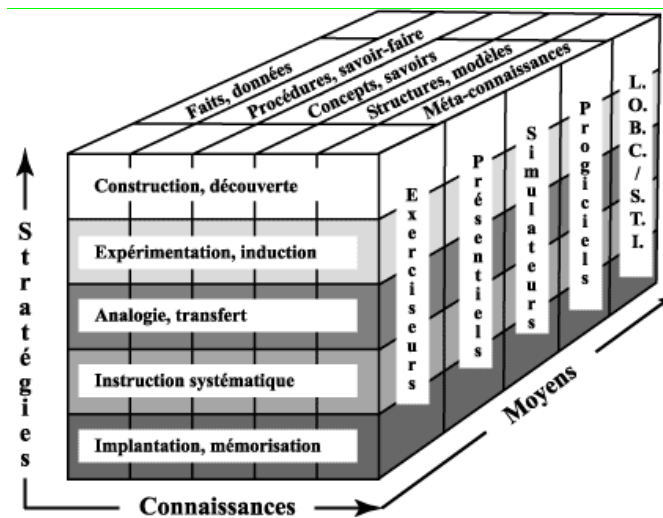 Faits, données
Procédures, savoir-faire
Concepts, savoirs
Structures, modèles
Méta-connaissances
Stratégies
Construction, découverte
Expérimentation, induction
Analogie, transfert
Instruction systématique
Implantation, mémorisation
Exerciseurs
Présentiels
Simulateurs
Progiciels
L.O.B.C./S.T.I.
Connaissances
Moyens